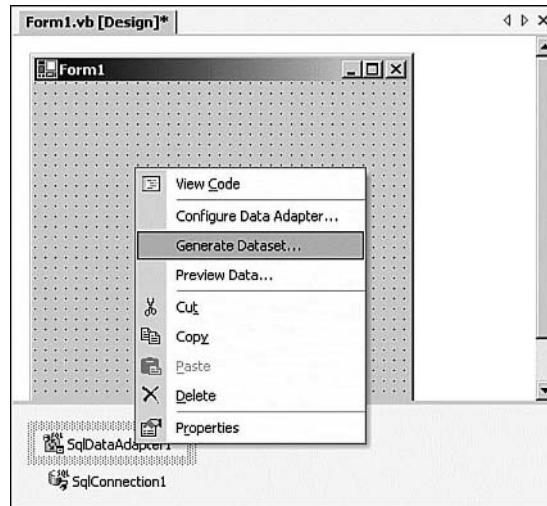 Form1.vb [Design]*
Form1
View Code
Configure Data Adapter...
Generate Dataset...
Preview Data...
Cut
Copy
Paste
Delete
Properties
SqlDataAdapter1
SqlConnection1